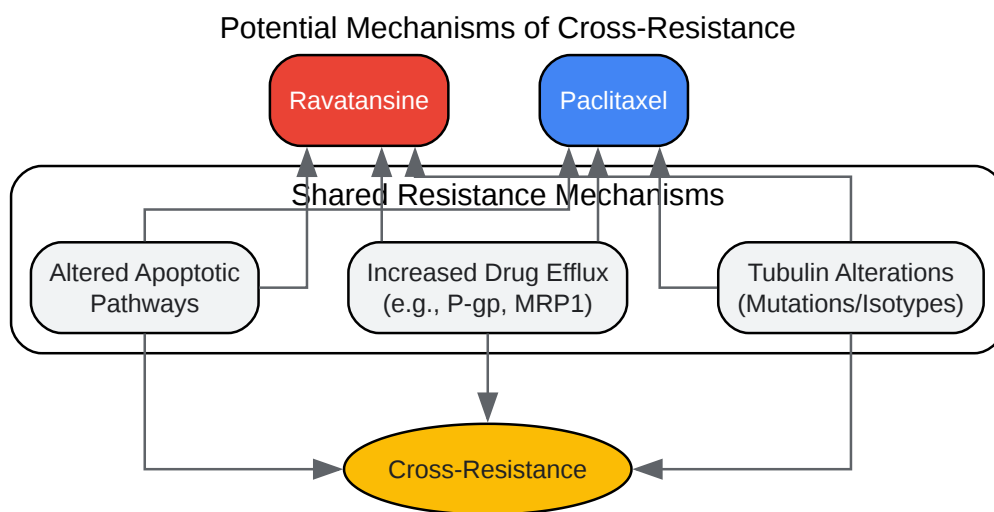 Potential Mechanisms of Cross-Resistance
Ravatansine
Paclitaxel
Shared Resistance Mechanisms
Altered Apoptotic
Pathways
Increased Drug Efflux
(e.g., P-gp, MRP1)
Tubulin Alterations
(Mutations/Isotypes)
Cross-Resistance